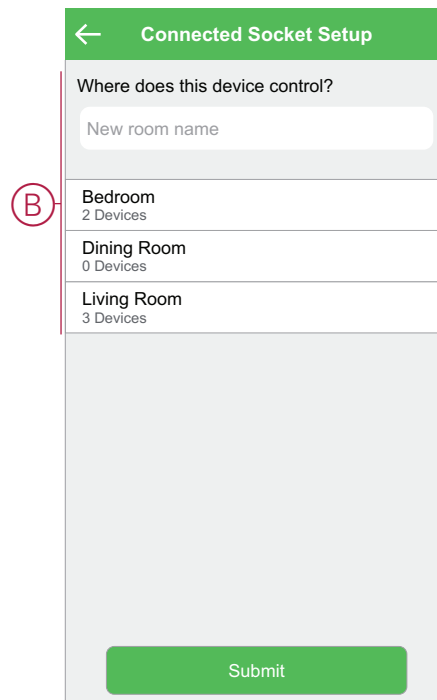 Connected Socket Setup
Where does this device control?
New room name
B
Bedroom
2 Devices
Dining Room
0 Devices
Living Room
3 Devices
Submit